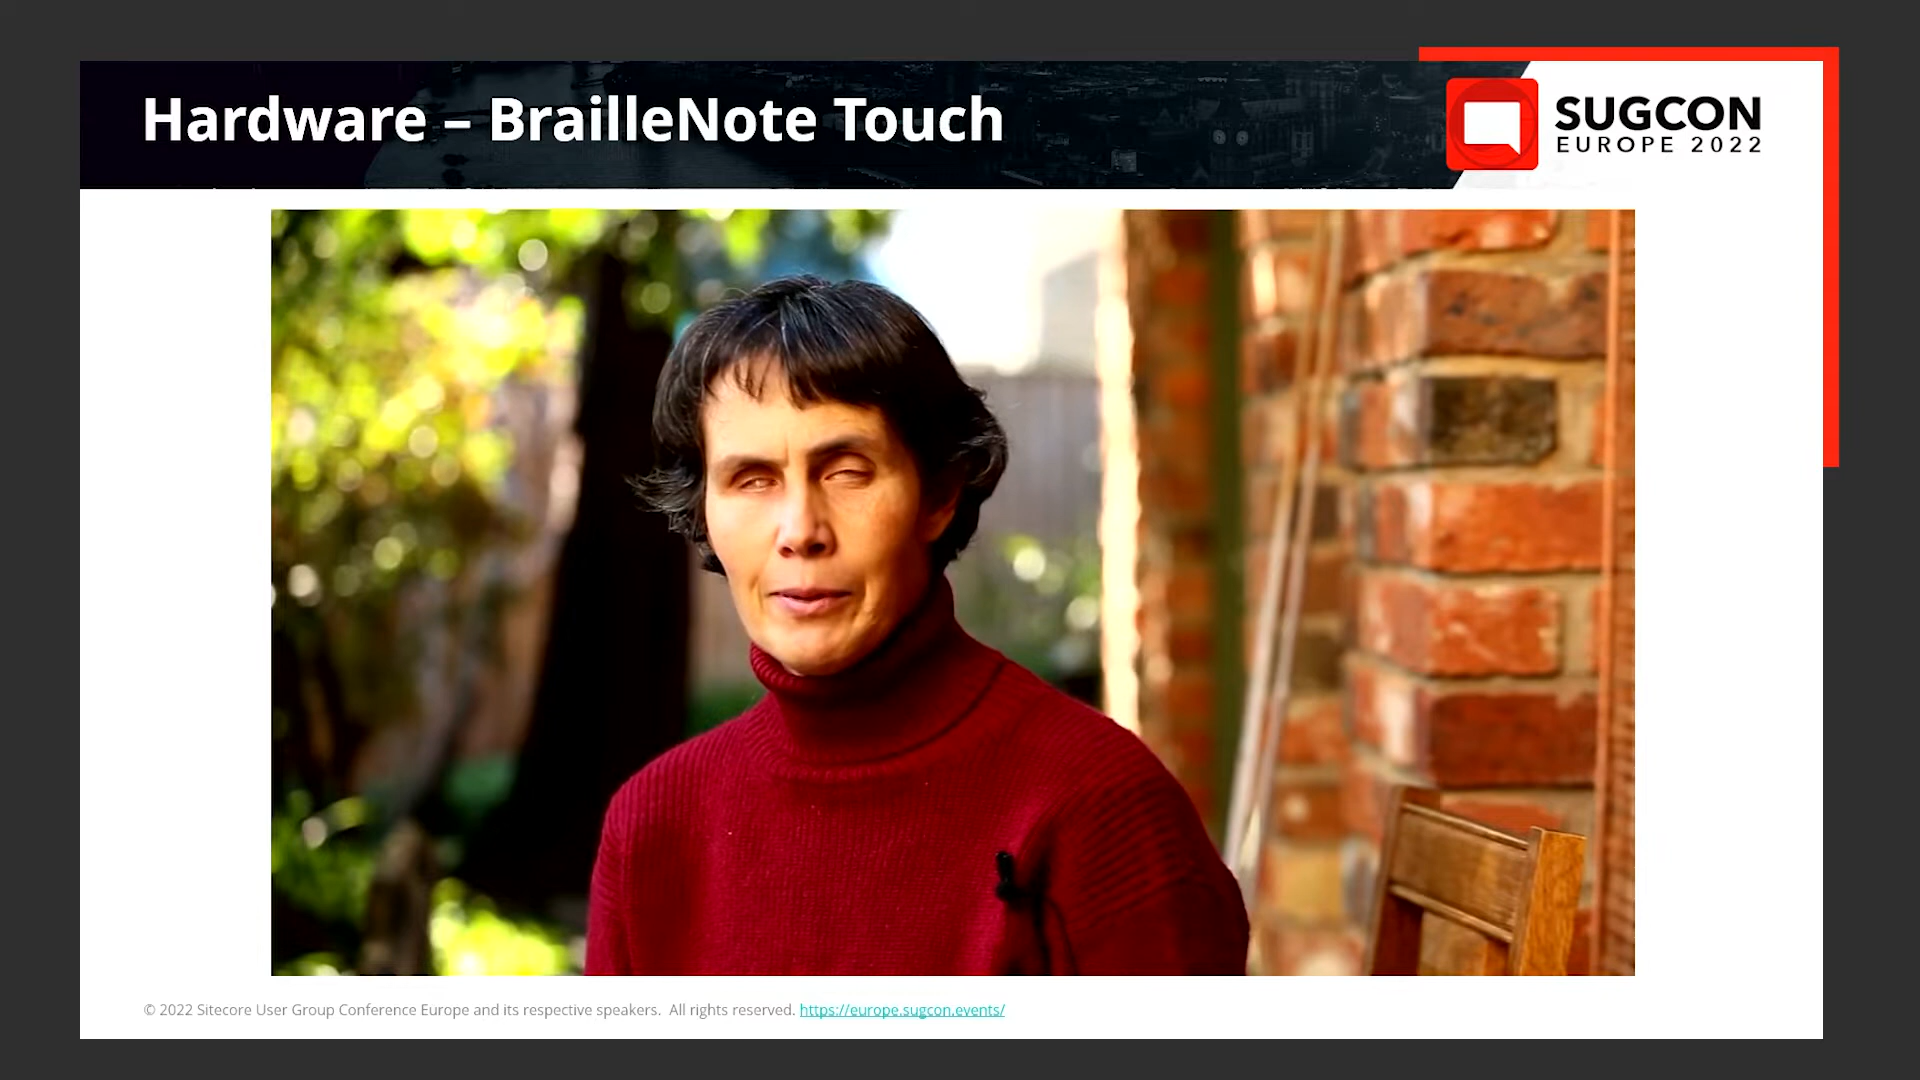 Hardware – BrailleNote Touch
SUGCON
EUROPE 2022
© 2022 Sitecore User Group Conference Europe and its respective speakers.  All rights reserved. https://europe.sugcon.events/